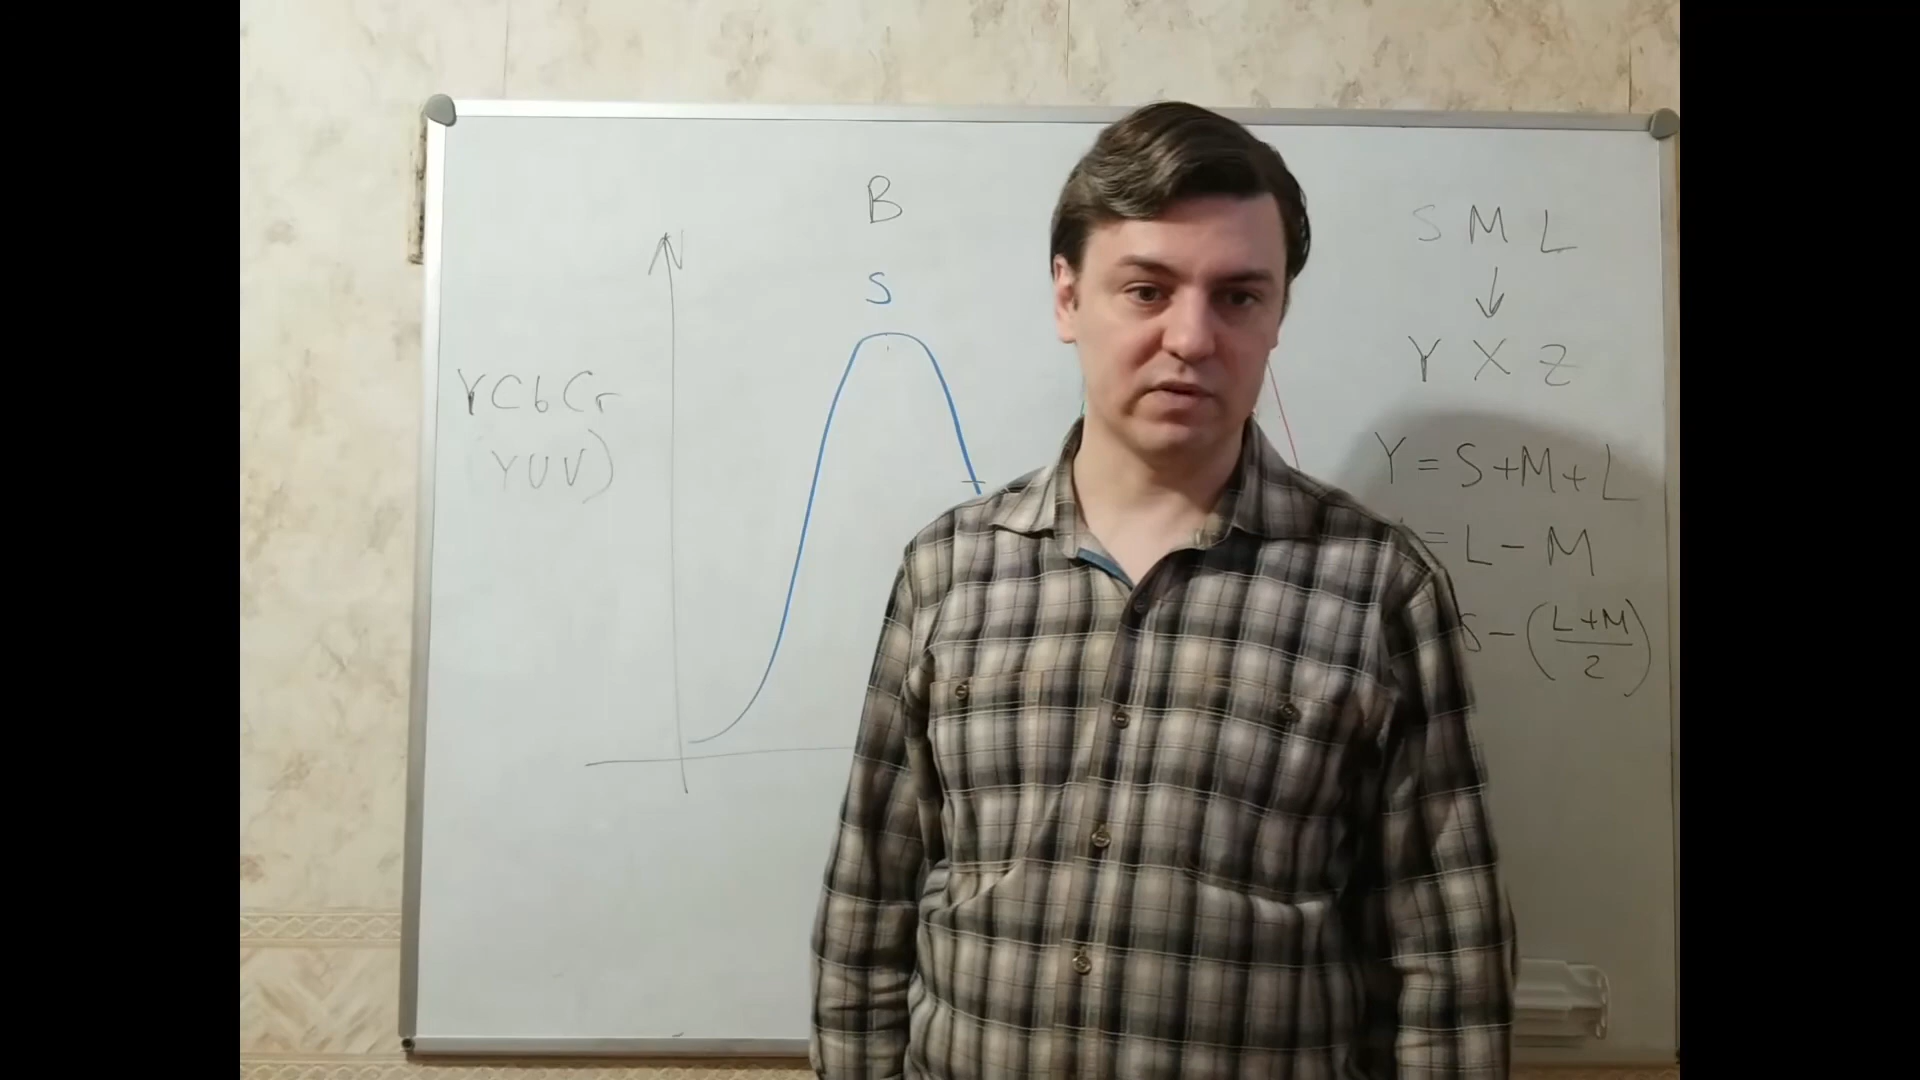 B
S
YCbCr
YUV)
S M L
↓
Y X Z
Y = S+M+L
= L - M
S - (L+M/2)